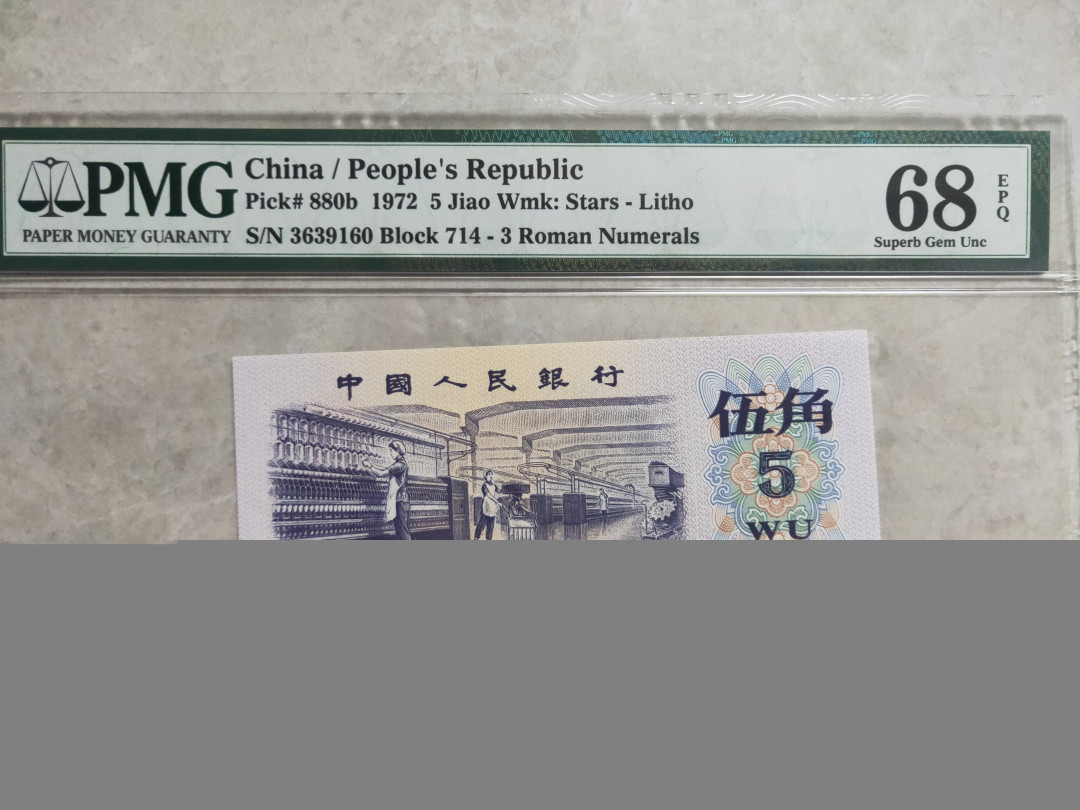 PMG
PAPER MONEY GUARANTY
China / People's Republic
Pick# 880b 1972 5 Jiao Wmk: Stars - Litho
S/N 3639160 Block 714 - 3 Roman Numerals
68
EPQ
Superb Gem Unc
中國人民銀行
伍角
5
WU